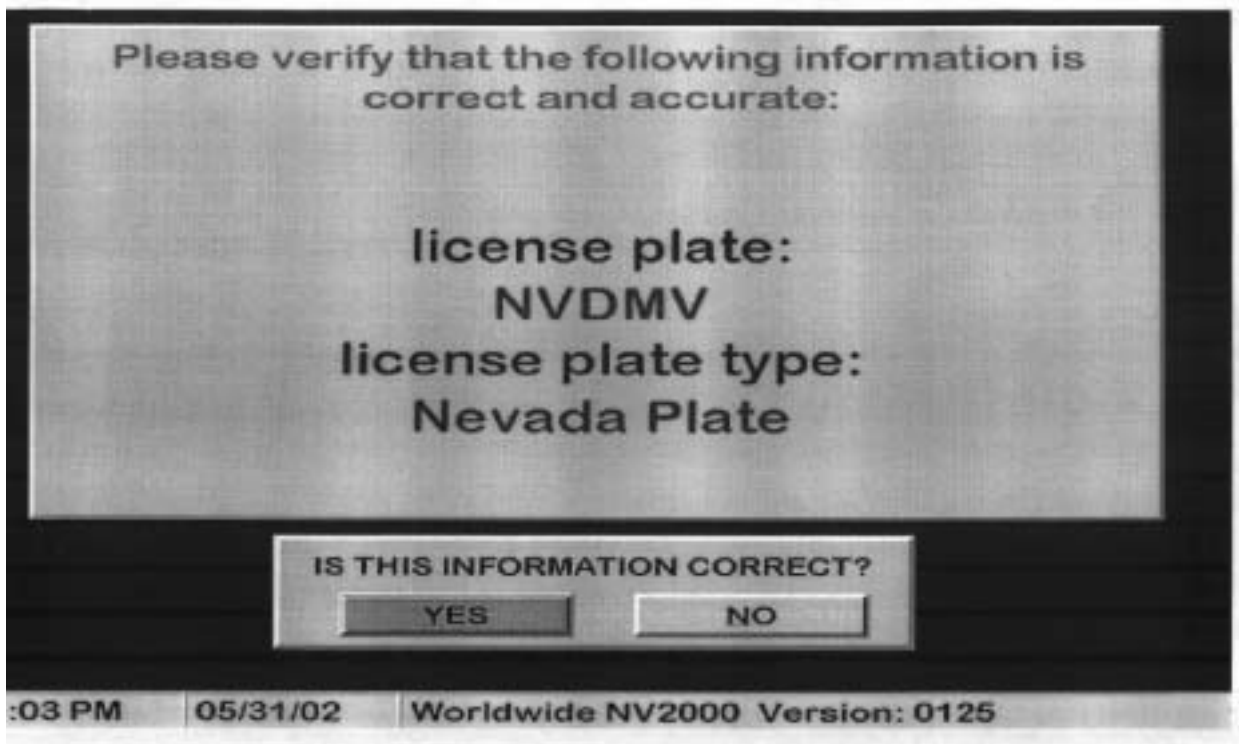 Please verify that the following information is
correct and accurate:
license plate:
NVDMV
license plate type:
Nevada Plate
IS THIS INFORMATION CORRECT?
YES NO
:03 PM 05/31/02 Worldwide NV2000 Version: 0125